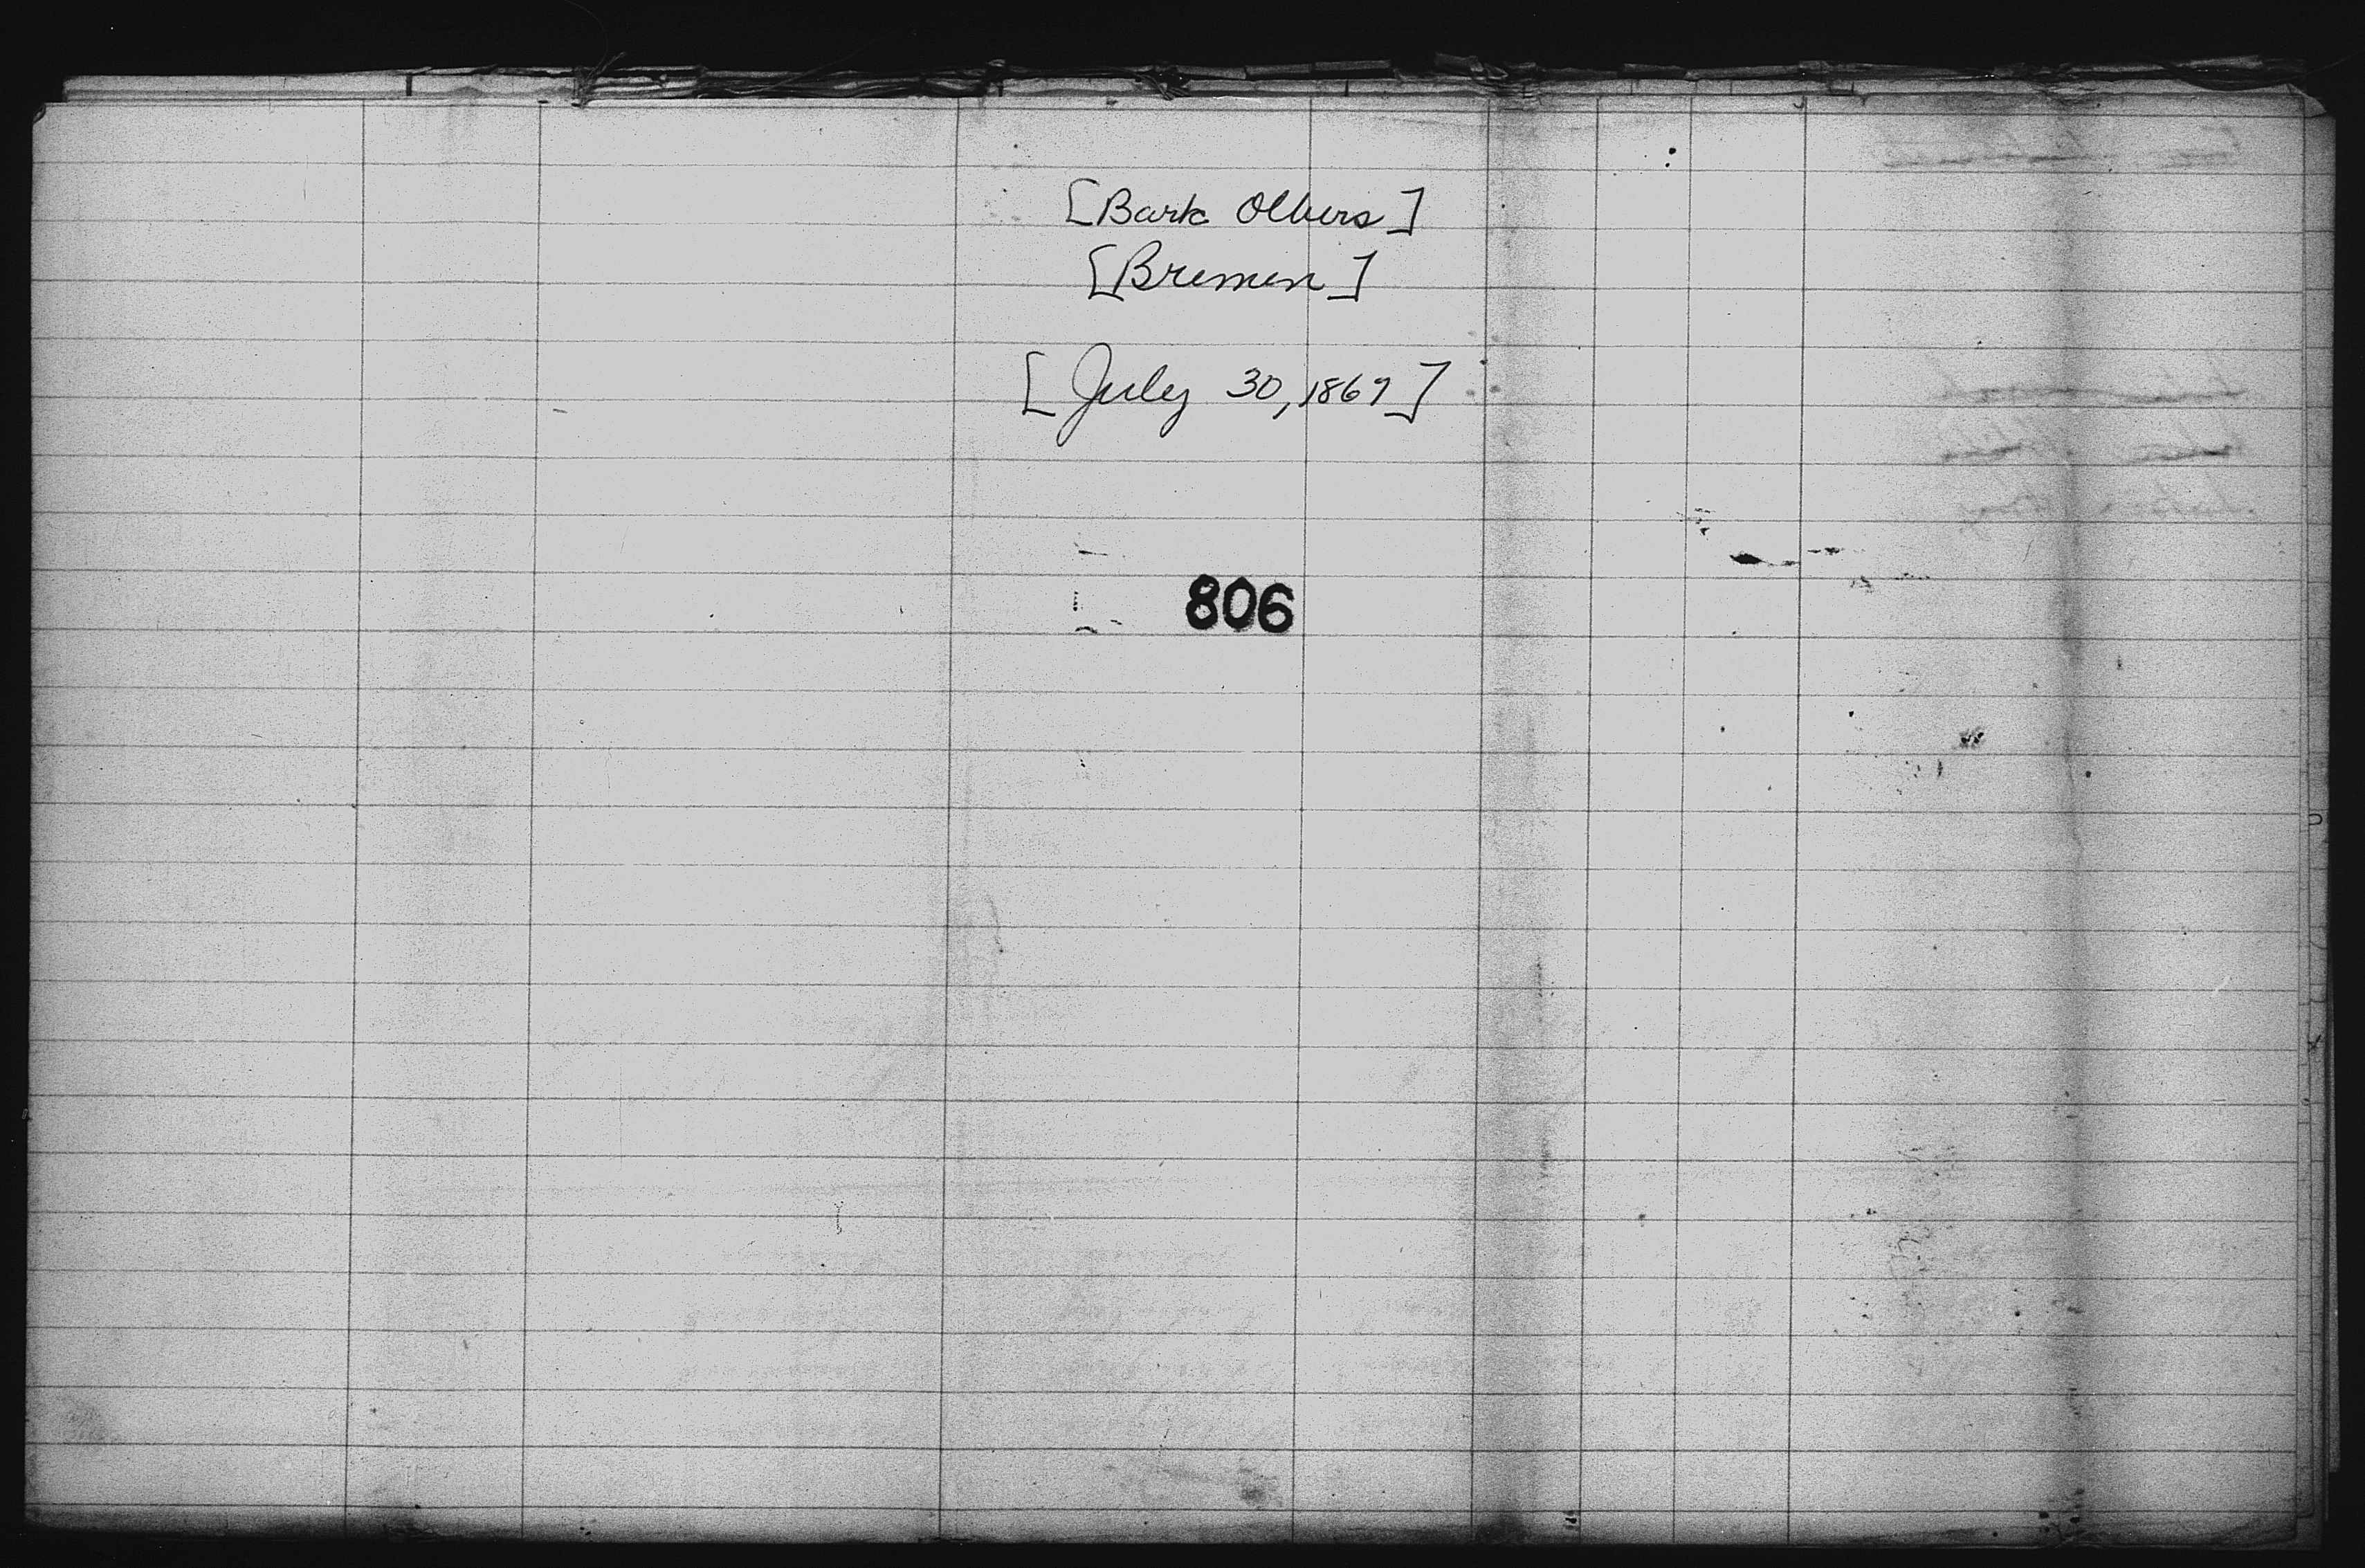 [Bark Olbers]
[Bremen]
[July 30, 1869]
806